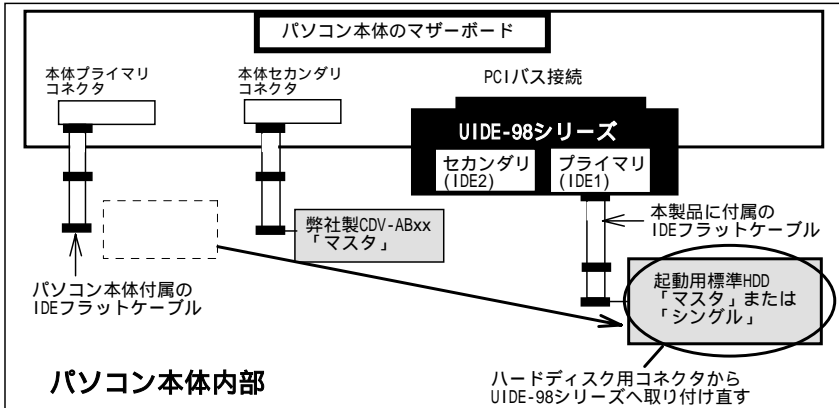 パソコン本体のマザーボード
本体プライマリ
コネクタ
本体セカンダリ
コネクタ
PCIバス接続
UIDE-98シリーズ
セカンダリ
(IDE2)
プライマリ
(IDE1)
弊社製CDV-ABxx
「マスタ」
本製品に付属の
IDEフラットケーブル
パソコン本体付属の
IDEフラットケーブル
起動用標準HDD
「マスタ」または
「シングル」
パソコン本体内部
ハードディスク用コネクタから
UIDE-98シリーズへ取り付け直す